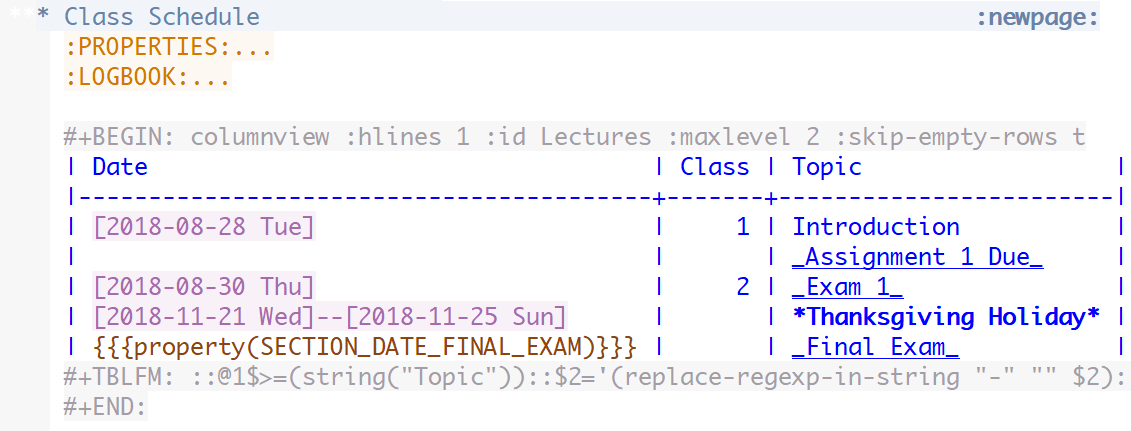 *** Class Schedule :newpage:
:PROPERTIES:...
:LOGBOOK:...
#+BEGIN: columnview :hlines 1 :id Lectures :maxlevel 2 :skip-empty-rows t
| Date                                    | Class | Topic                  |
|-----------------------------------------+-------+------------------------|
| [2018-08-28 Tue]                        |     1 | Introduction           |
|                                         |       | _Assignment 1 Due_     |
| [2018-08-30 Thu]                        |     2 | _Exam 1_               |
| [2018-11-21 Wed]--[2018-11-25 Sun]      |       | *Thanksgiving Holiday* |
| {{{property(SECTION_DATE_FINAL_EXAM)}}} |       | _Final Exam_           |
#+TBLFM: ::@1$>=(string("Topic"))::$2='(replace-regexp-in-string "-" "" $2):
#+END: